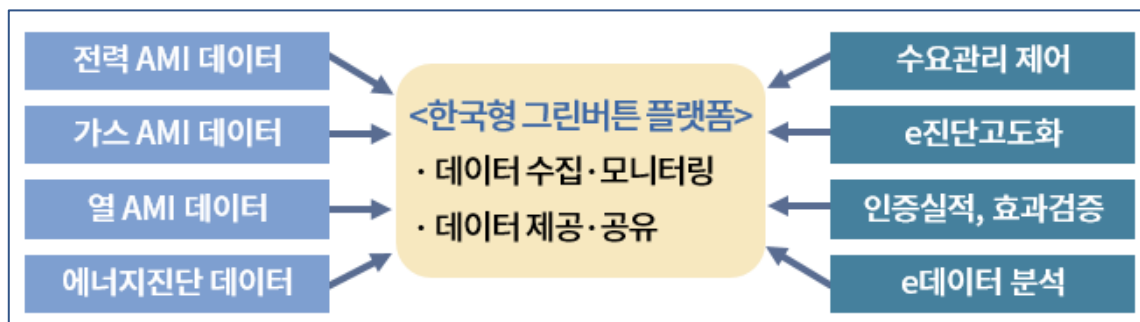 전력 AMI 데이터
가스 AMI 데이터
열 AMI 데이터
에너지진단 데이터
<한국형 그린버튼 플랫폼>
· 데이터 수집·모니터링
· 데이터 제공·공유
수요관리 제어
e진단고도화
인증실적, 효과검증
e데이터 분석